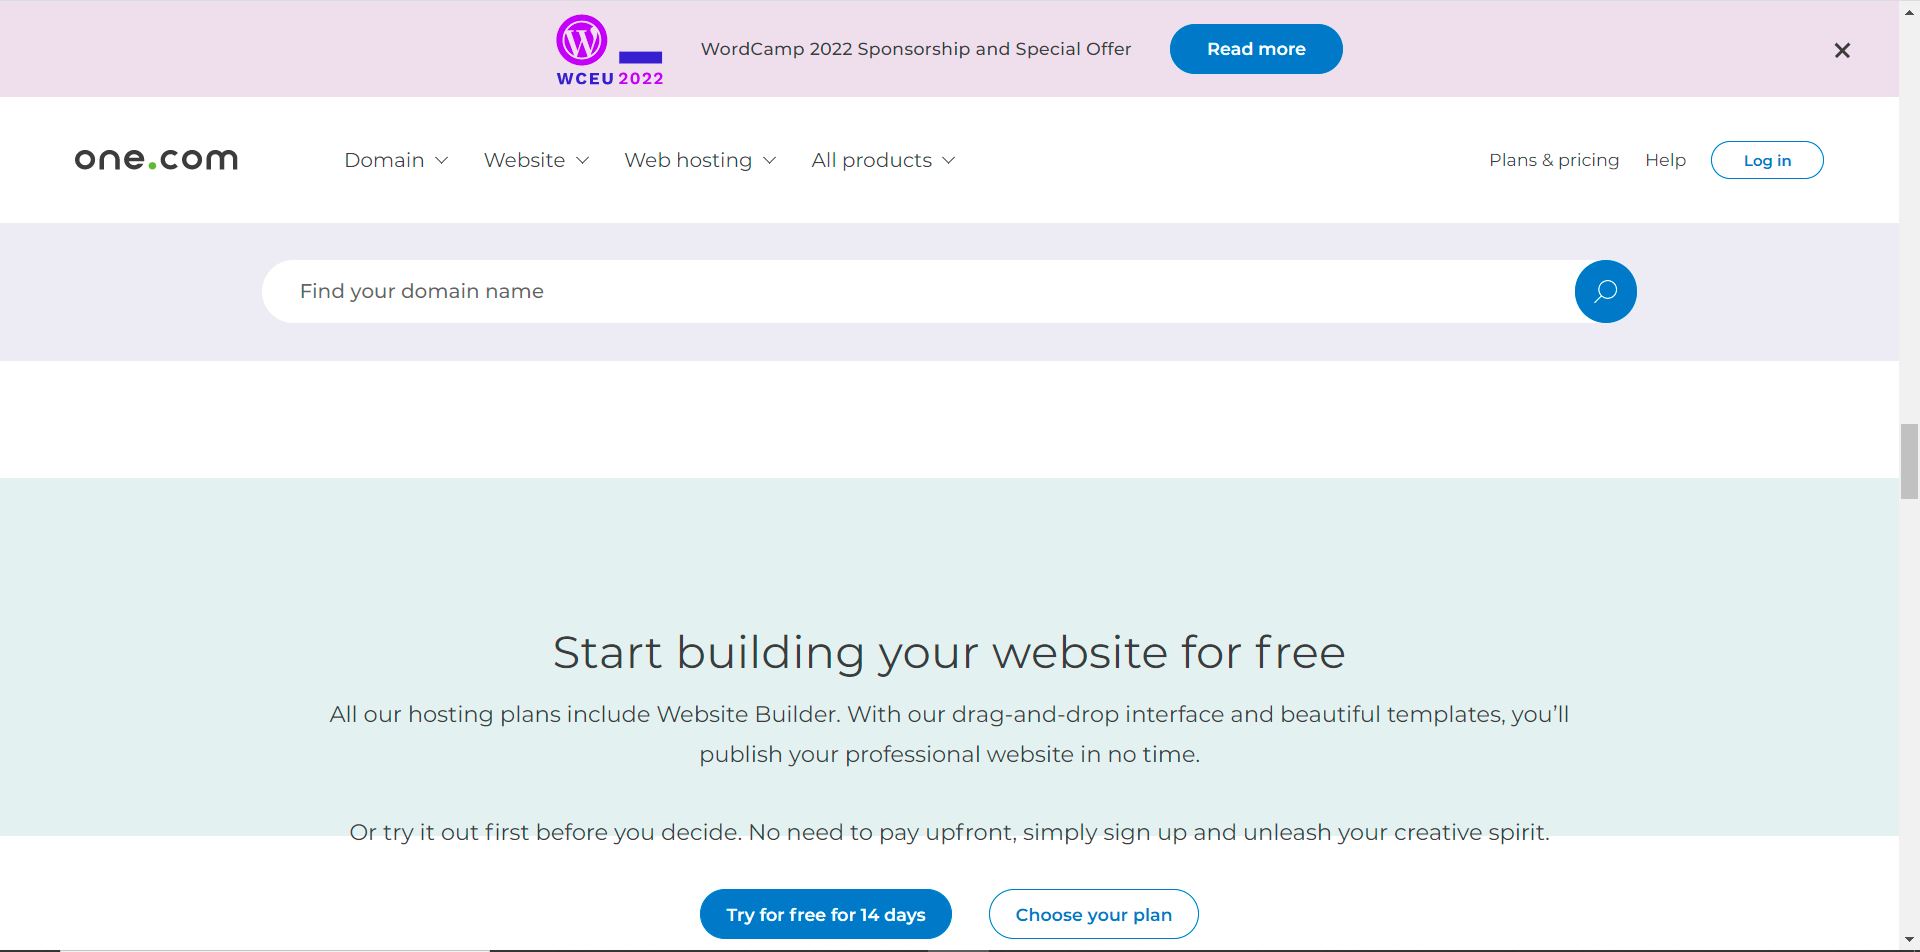 WCEU 2022
WordCamp 2022 Sponsorship and Special Offer
Read more
one.com
Domain
Website
Web hosting
All products
Plans & pricing
Help
Log in
Find your domain name
Start building your website for free
All our hosting plans include Website Builder. With our drag-and-drop interface and beautiful templates, you’ll
publish your professional website in no time.
Or try it out first before you decide. No need to pay upfront, simply sign up and unleash your creative spirit.
Try for free for 14 days
Choose your plan